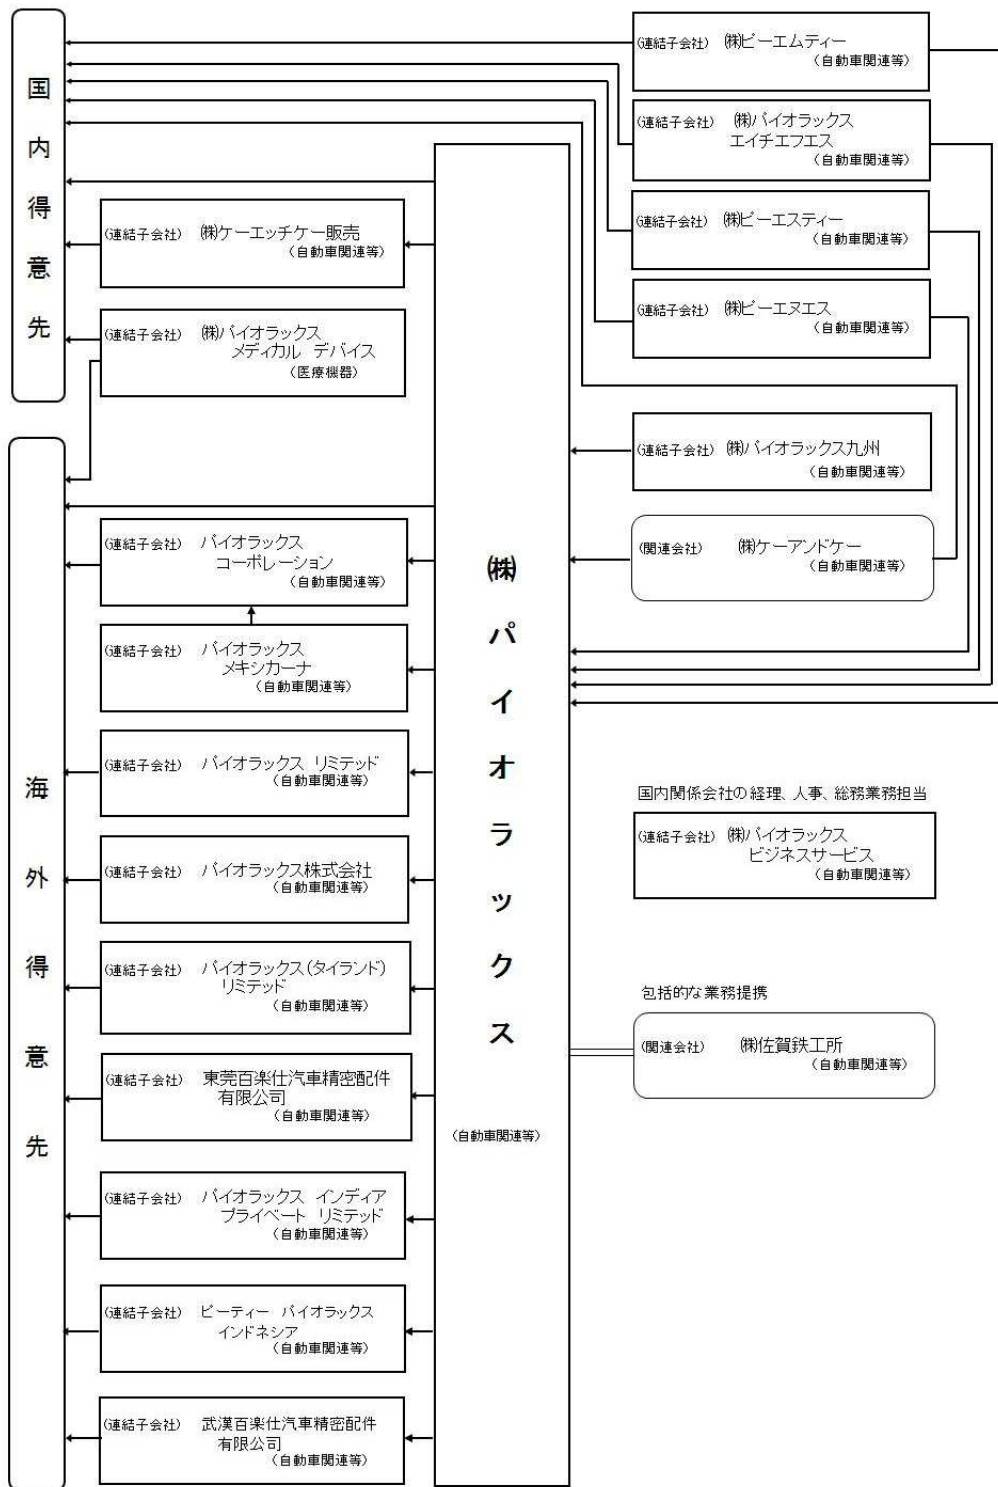 国内得意先
(連結子会社) ㈱ケーエッチケー販売
(自動車関連等)
(連結子会社) ㈱パイオラックス
メディカル デバイス
(医療機器)
海外得意先
(連結子会社) パイオラックス
コーポレーション
(自動車関連等)
(連結子会社) パイオラックス
メキシカーナ
(自動車関連等)
(連結子会社) パイオラックス リミテッド
(自動車関連等)
(連結子会社) パイオラックス株式会社
(自動車関連等)
(連結子会社) パイオラックス(タイランド)
リミテッド
(自動車関連等)
(連結子会社) 東莞百楽仕汽車精密配件
有限公司
(自動車関連等)
(連結子会社) パイオラックス インディア
プライベート リミテッド
(自動車関連等)
(連結子会社) ピーティー パイオラックス
インドネシア
(自動車関連等)
(連結子会社) 武漢百楽仕汽車精密配件
有限公司
(自動車関連等)
㈱パイオラックス
(自動車関連等)
(連結子会社) ㈱ピーエムティー
(自動車関連等)
(連結子会社) ㈱パイオラックス
エイチエフエス
(自動車関連等)
(連結子会社) ㈱ピーエスティー
(自動車関連等)
(連結子会社) ㈱ピーエヌエス
(自動車関連等)
(連結子会社) ㈱パイオラックス九州
(自動車関連等)
(関連会社) ㈱ケーアンドケー
(自動車関連等)
国内関係会社の経理、人事、総務業務担当
(連結子会社) ㈱パイオラックス
ビジネスサービス
(自動車関連等)
包括的な業務提携
(関連会社) ㈱佐賀鉄工所
(自動車関連等)